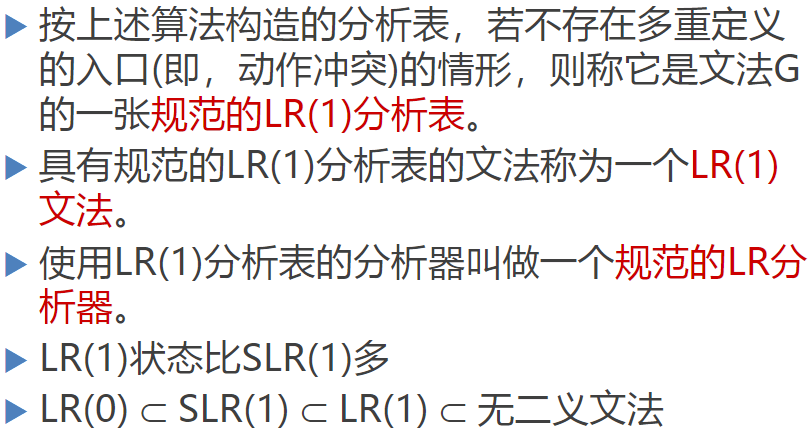 按上述算法构造的分析表，若不存在多重定义
的入口(即，动作冲突)的情形，则称它是文法G
的一张规范的LR(1)分析表。
具有规范的LR(1)分析表的文法称为一个LR(1)
文法。
使用LR(1)分析表的分析器叫做一个规范的LR分
析器。
LR(1)状态比SLR(1)多
LR(0) ⊂ SLR(1) ⊂ LR(1) ⊂ 无二义文法